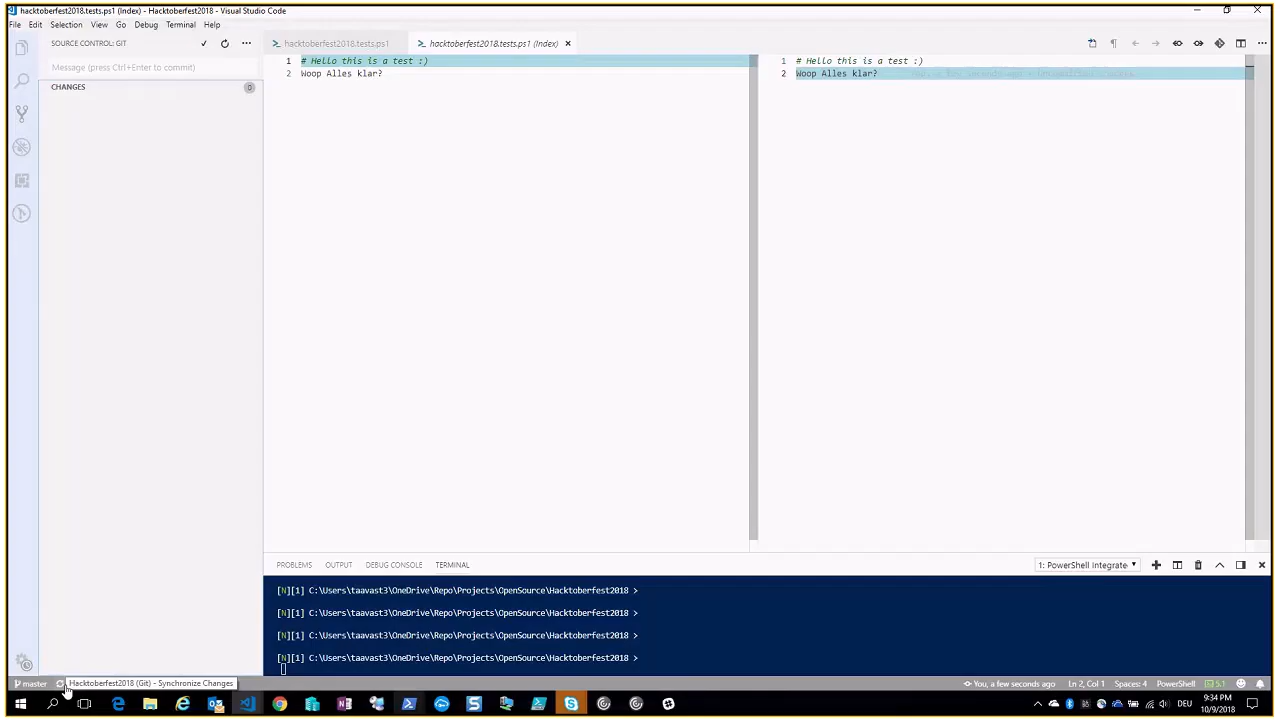 hacktoberfest2018.tests.ps1 (Index) - Hacktoberfest2018 - Visual Studio Code
File Edit Selection View Go Debug Terminal Help
SOURCE CONTROL: GIT
hacktoberfest2018.tests.ps1
hacktoberfest2018.tests.ps1 (Index)
Message (press Ctrl+Enter to commit)
CHANGES 0
1 # Hello this is a test :)
2 Woop Alles klar?
1 # Hello this is a test :)
2 Woop Alles klar?
PROBLEMS OUTPUT DEBUG CONSOLE TERMINAL
1: PowerShell Integrate
[N][1] C:\Users\taavast3\OneDrive\Repo\Projects\OpenSource\Hacktoberfest2018 >
[N][1] C:\Users\taavast3\OneDrive\Repo\Projects\OpenSource\Hacktoberfest2018 >
[N][1] C:\Users\taavast3\OneDrive\Repo\Projects\OpenSource\Hacktoberfest2018 >
[N][1] C:\Users\taavast3\OneDrive\Repo\Projects\OpenSource\Hacktoberfest2018 >
master
Hacktoberfest2018 (Git) - Synchronize Changes
You, a few seconds ago Ln 2, Col 1 Spaces: 4 PowerShell 5.1
DEU
9:34 PM
10/9/2018